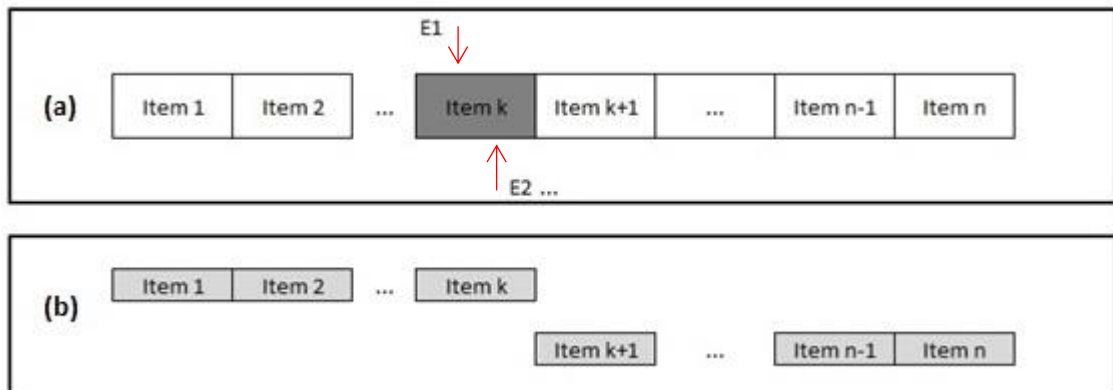 E1
(a) Item 1 Item 2 ... Item k Item k+1 ... Item n-1 Item n
E2 ...
(b)
Item 1 Item 2 ... Item k
Item k+1 ... Item n-1 Item n